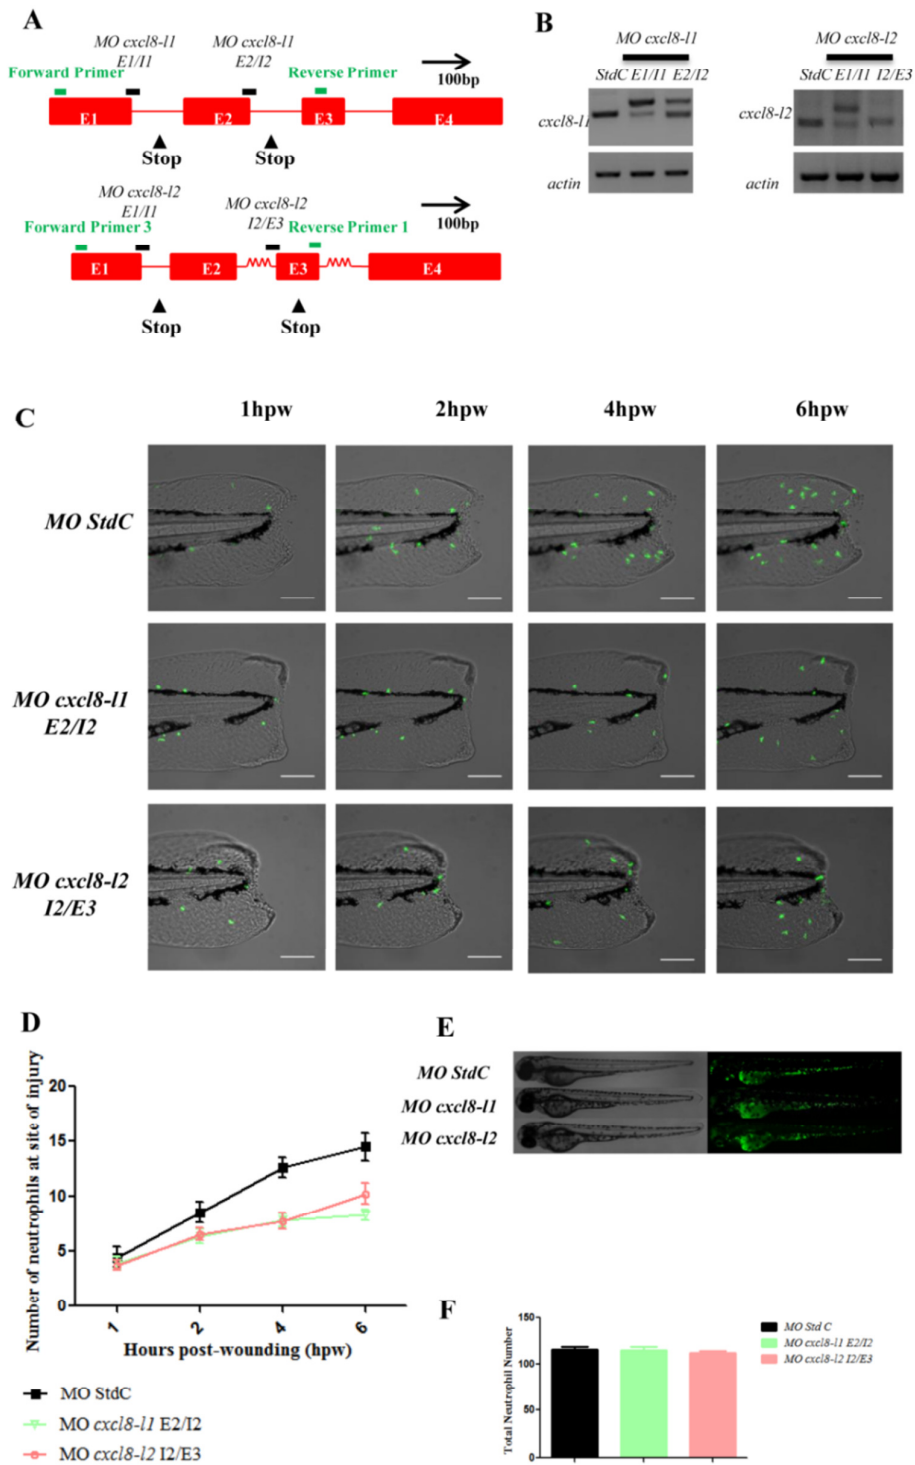 A
MO cxcl8-l1
E1/I1
MO cxcl8-l1
E2/I2
Forward Primer
Reverse Primer
100bp
E1
E2
E3
E4
Stop
Stop
MO cxcl8-l2
E1/I1
MO cxcl8-l2
I2/E3
Forward Primer 3
Reverse Primer 1
100bp
E1
E2
E3
E4
Stop
Stop
B
MO cxcl8-l1
StdC E1/I1 E2/I2
cxcl8-l1
actin
MO cxcl8-l2
StdC E1/I1 I2/E3
cxcl8-l2
actin
C
1hpw
2hpw
4hpw
6hpw
MO StdC
MO cxcl8-l1
E2/I2
MO cxcl8-l2
I2/E3
D
Number of neutrophils at site of injury
20
15
10
5
0
1
2
4
6
Hours post-wounding (hpw)
MO StdC
MO cxcl8-l1 E2/I2
MO cxcl8-l2 I2/E3
E
MO StdC
MO cxcl8-l1
MO cxcl8-l2
F
Total Neutrophil Number
150
100
50
0
MO Std C
MO cxcl8-l1 E2/I2
MO cxcl8-l2 I2/E3